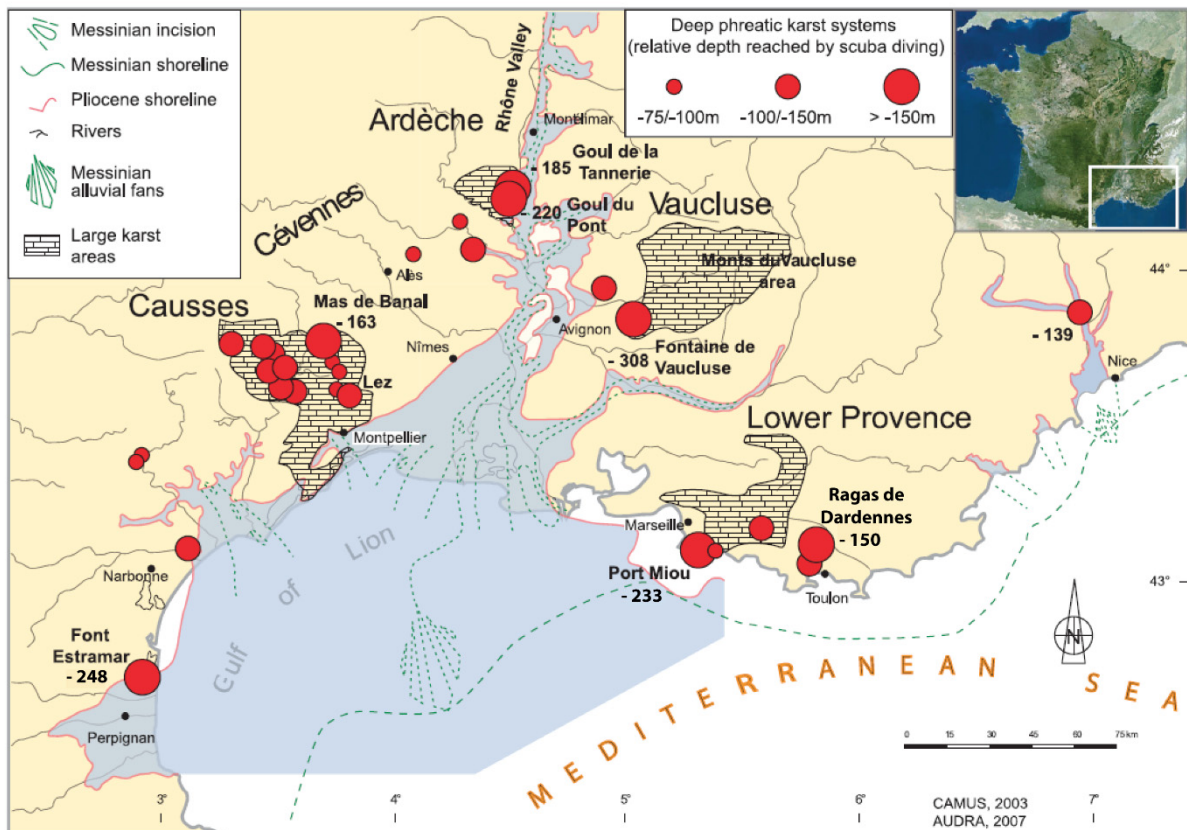 Messinian incision
Messinian shoreline
Pliocene shoreline
Rivers
Messinian
alluvial fans
Large karst
areas
Deep phreatic karst systems
(relative depth reached by scuba diving)
-75/-100m
-100/-150m
> -150m
Ardèche
Rhône Valley
Montélimar
- 185
Goul de la
Tannerie
- 220
Goul du
Pont
Vaucluse
Monts duVaucluse
area
Cévennes
Alès
Causses
Mas de Banal
- 163
Nîmes
Avignon
- 308
Fontaine de
Vaucluse
- 139
Nice
44°
Lez
Montpellier
Lower Provence
Marseille
Ragas de
Dardennes
- 150
Port Miou
- 233
Toulon
43°
Narbonne
Font
Estramar
- 248
Perpignan
Gulf of Lion
MEDITERRANEAN SEA
N
0 15 30 45 60 75 km
3°
4°
5°
6°
7°
CAMUS, 2003
AUDRA, 2007